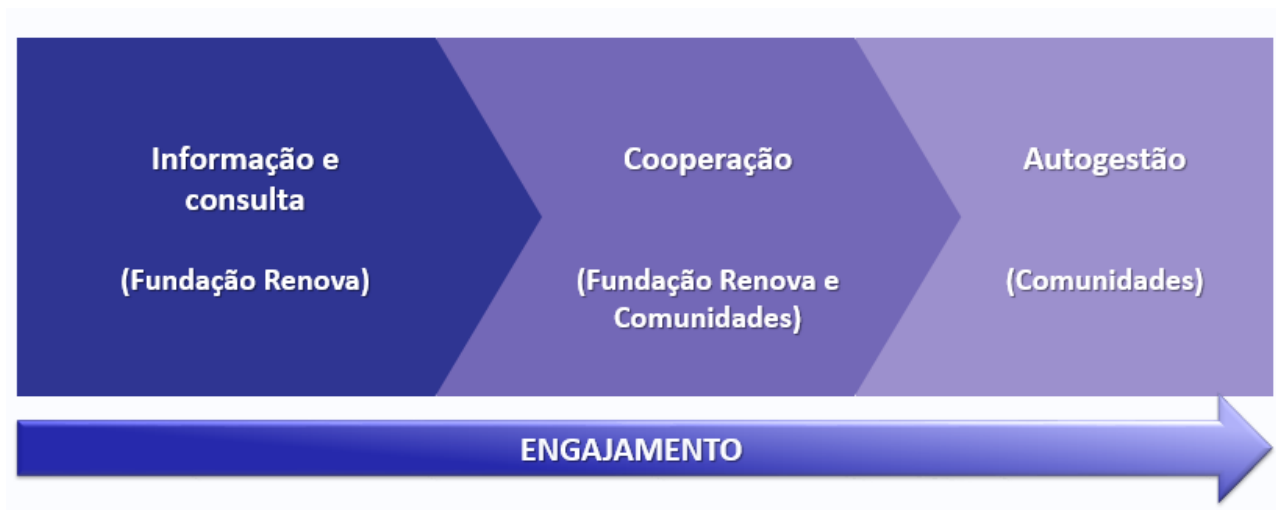 Informação e
consulta
(Fundação Renova)
Cooperação
(Fundação Renova e
Comunidades)
Autogestão
(Comunidades)
ENGAJAMENTO